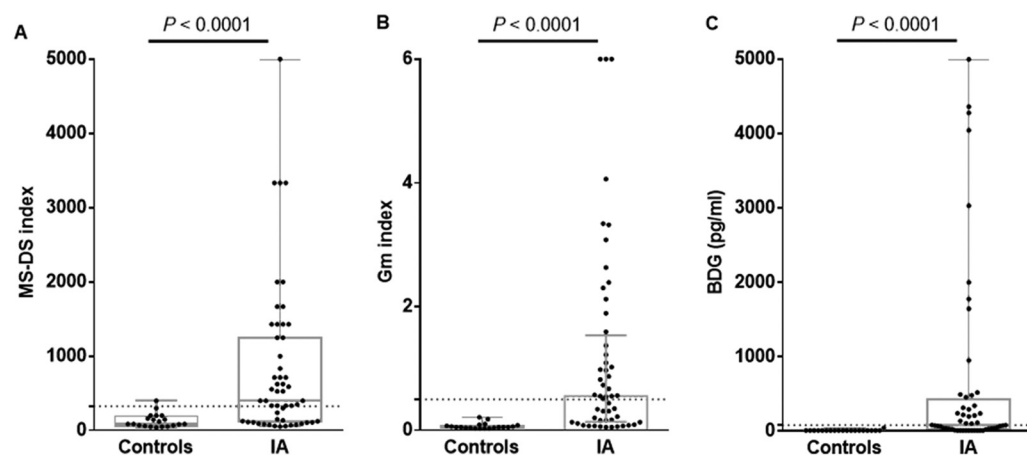 A
P < 0.0001
MS-DS index
5000
4000
3000
2000
1000
0
Controls
IA
B
P < 0.0001
Gm index
6
4
2
0
Controls
IA
C
P < 0.0001
BDG (pg/ml)
5000
4000
3000
2000
1000
0
Controls
IA